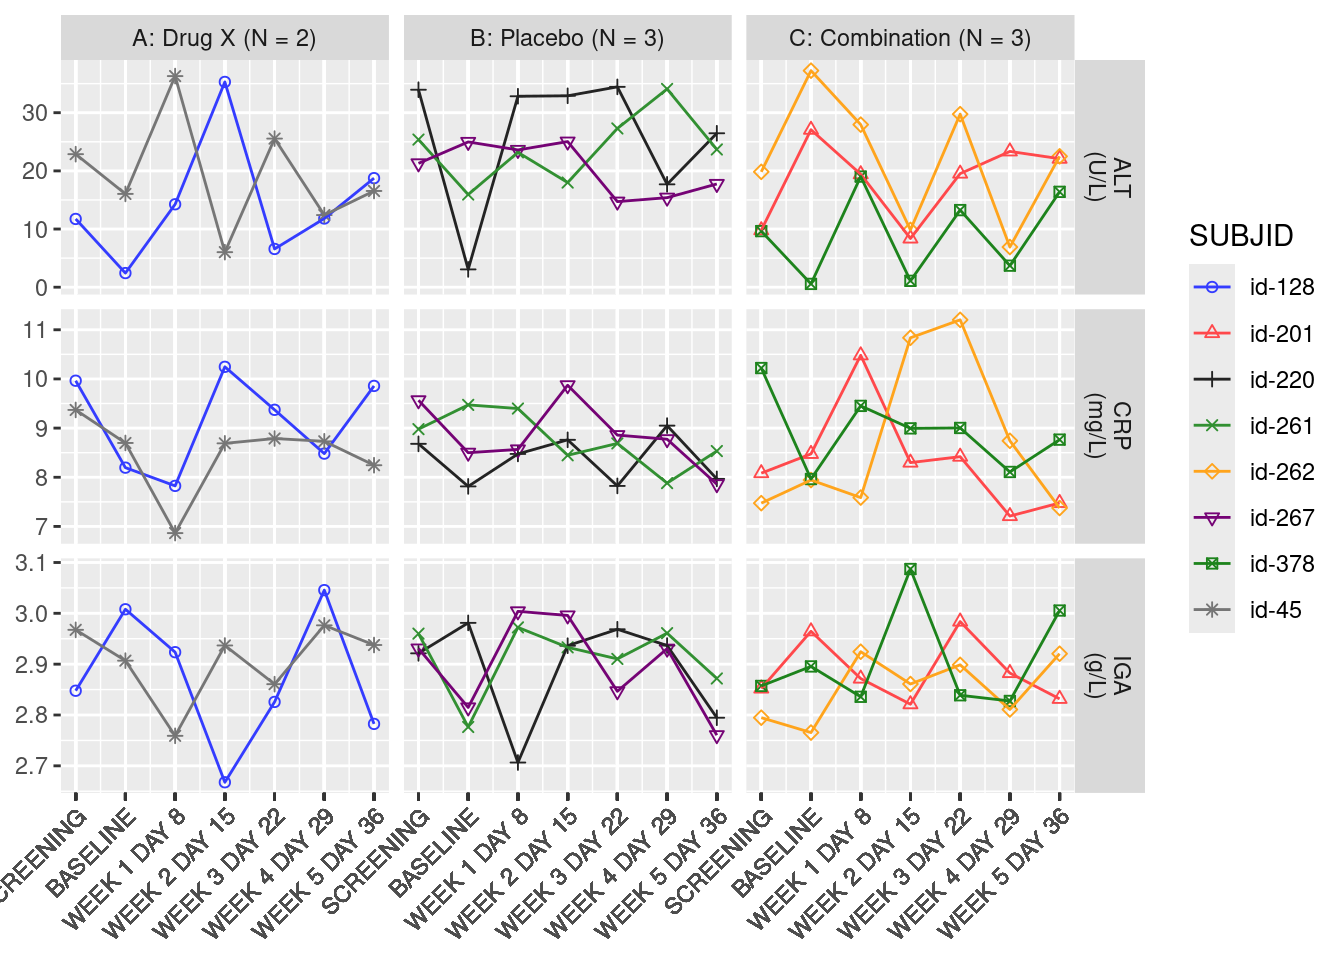 A: Drug X (N = 2)
B: Placebo (N = 3)
C: Combination (N = 3)
30
20
10
0
ALT
(U/L)
11
10
9
8
7
CRP
(mg/L)
3.1
3.0
2.9
2.8
2.7
IGA
(g/L)
CREENING
BASELINE
WEEK 1 DAY 8
WEEK 2 DAY 15
WEEK 3 DAY 22
WEEK 4 DAY 29
WEEK 5 DAY 36
SCREENING
BASELINE
WEEK 1 DAY 8
WEEK 2 DAY 15
WEEK 3 DAY 22
WEEK 4 DAY 29
WEEK 5 DAY 36
SCREENING
BASELINE
WEEK 1 DAY 8
WEEK 2 DAY 15
WEEK 3 DAY 22
WEEK 4 DAY 29
WEEK 5 DAY 36
SUBJID
id-128
id-201
id-220
id-261
id-262
id-267
id-378
id-45